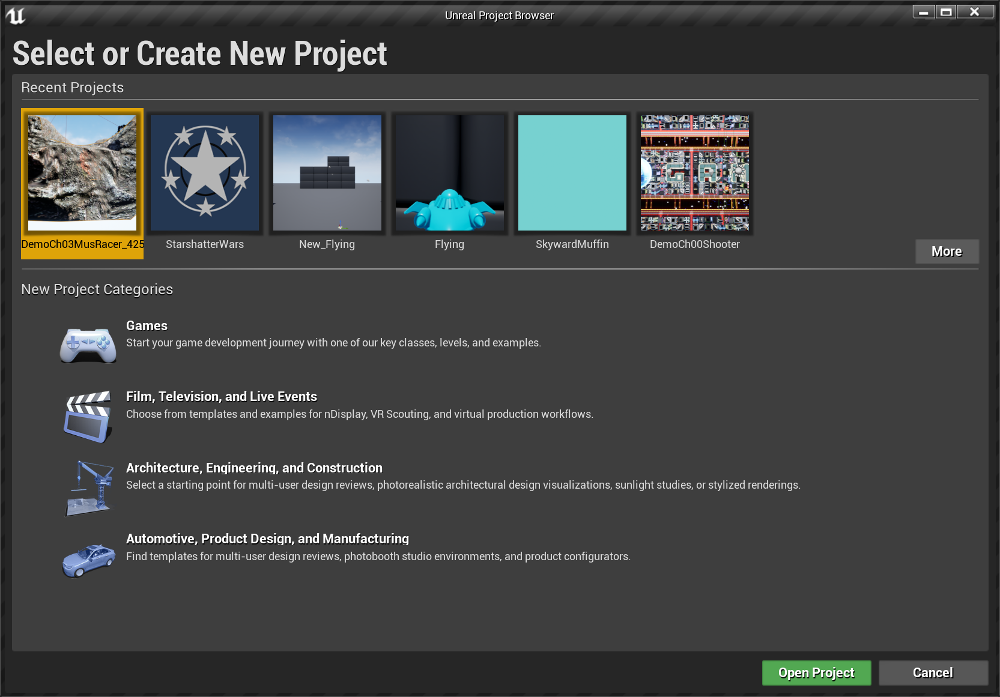 Unreal Project Browser
Select or Create New Project
Recent Projects
DemoCh03MusRacer_425
StarshatterWars
New_Flying
Flying
SkywardMuffin
DemoCh00Shooter
More
New Project Categories
Games
Start your game development journey with one of our key classes, levels, and examples.
Film, Television, and Live Events
Choose from templates and examples for nDisplay, VR Scouting, and virtual production workflows.
Architecture, Engineering, and Construction
Select a starting point for multi-user design reviews, photorealistic architectural design visualizations, sunlight studies, or stylized renderings.
Automotive, Product Design, and Manufacturing
Find templates for multi-user design reviews, photobooth studio environments, and product configurators.
Open Project
Cancel